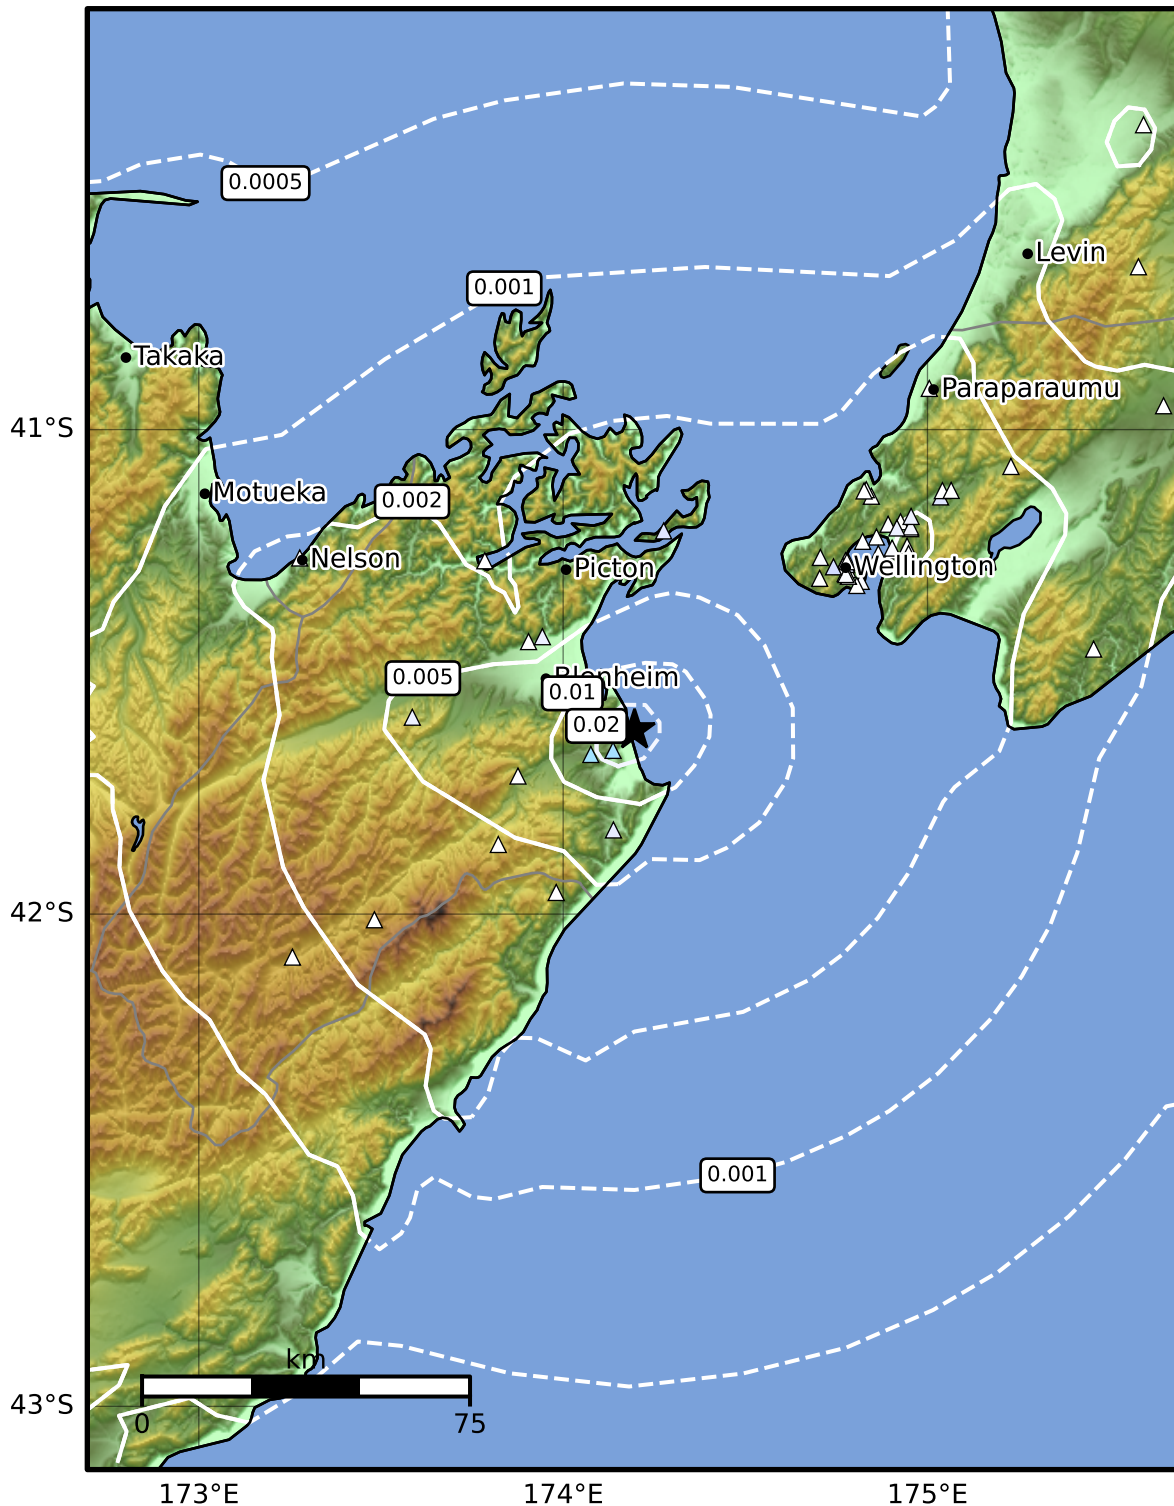 0.0005
Levin
0.001
Takaka
Paraparaumu
41°S
Motueka
0.002
Nelson
Picton
Wellington
0.005
Blenheim
0.01
0.02
42°S
0.001
km
0
75
43°S
173°E
174°E
175°E